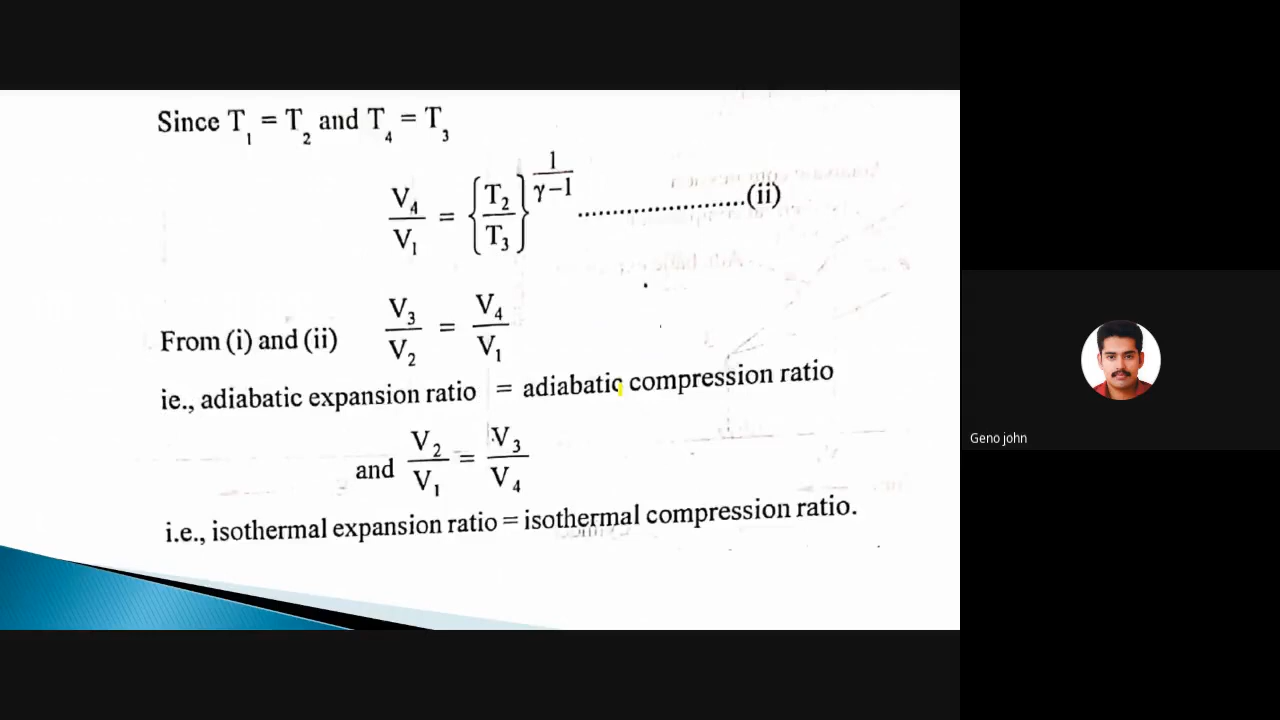 Since T₁ = T₂ and T₄ = T₃
V₄/V₁ = {T₂/T₃}^(1/(γ−1)) ........................(ii)
From (i) and (ii) V₃/V₂ = V₄/V₁
ie., adiabatic expansion ratio = adiabatic compression ratio
and V₂/V₁ = V₃/V₄
i.e., isothermal expansion ratio = isothermal compression ratio.
Geno john